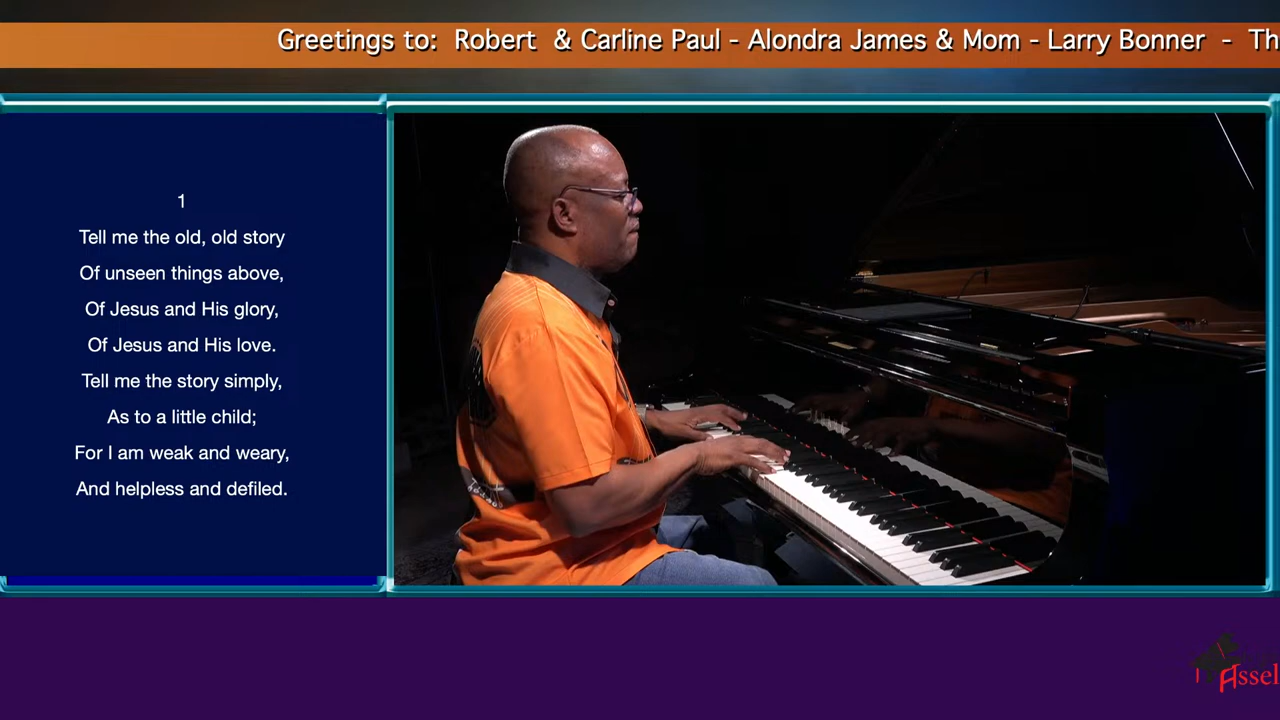 Greetings to:  Robert  & Carline Paul - Alondra James & Mom - Larry Bonner  -  Th
1
Tell me the old, old story
Of unseen things above,
Of Jesus and His glory,
Of Jesus and His love.
Tell me the story simply,
As to a little child;
For I am weak and weary,
And helpless and defiled.
Assel